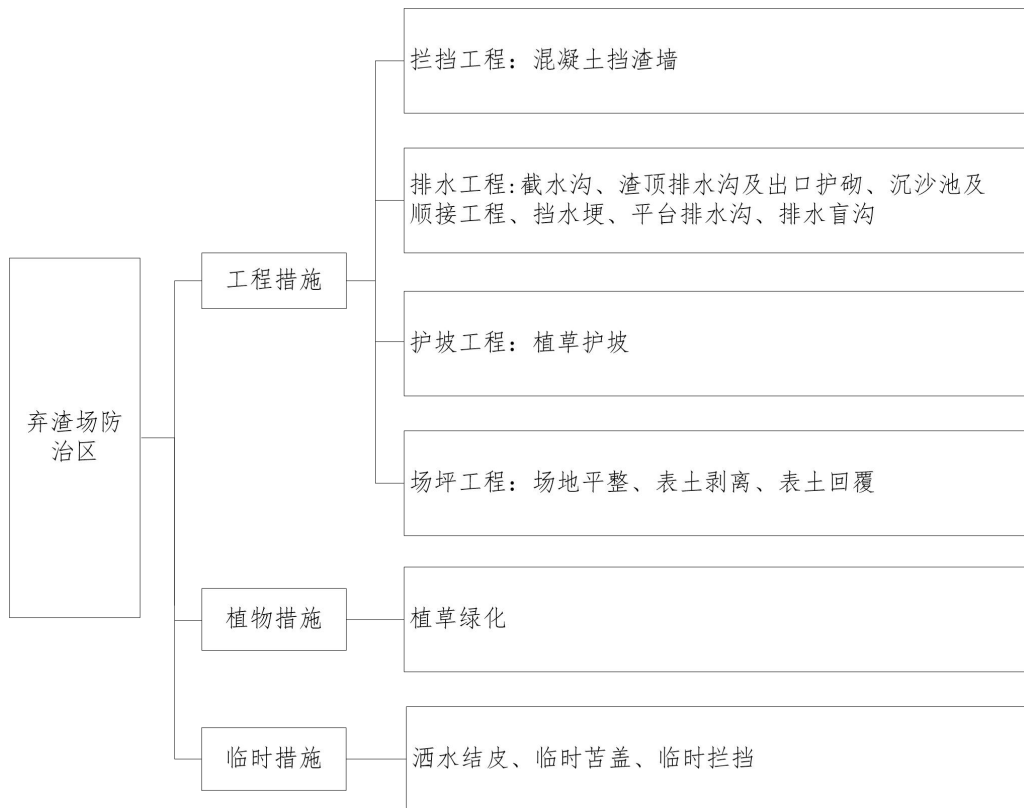 拦挡工程：混凝土挡渣墙
排水工程:截水沟、渣顶排水沟及出口护砌、沉沙池及
顺接工程、挡水埂、平台排水沟、排水盲沟
工程措施
护坡工程：植草护坡
弃渣场防
治区
场坪工程：场地平整、表土剥离、表土回覆
植物措施
植草绿化
临时措施
洒水结皮、临时苫盖、临时拦挡